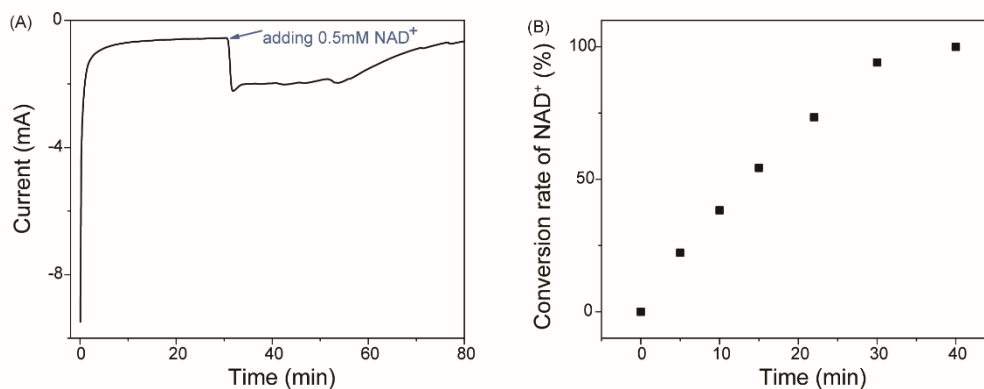 (A)
0
-4
-8
Current (mA)
adding 0.5mM NAD⁺
0
20
40
60
80
Time (min)
(B)
100
50
0
Conversion rate of NAD⁺ (%)
0
10
20
30
40
Time (min)